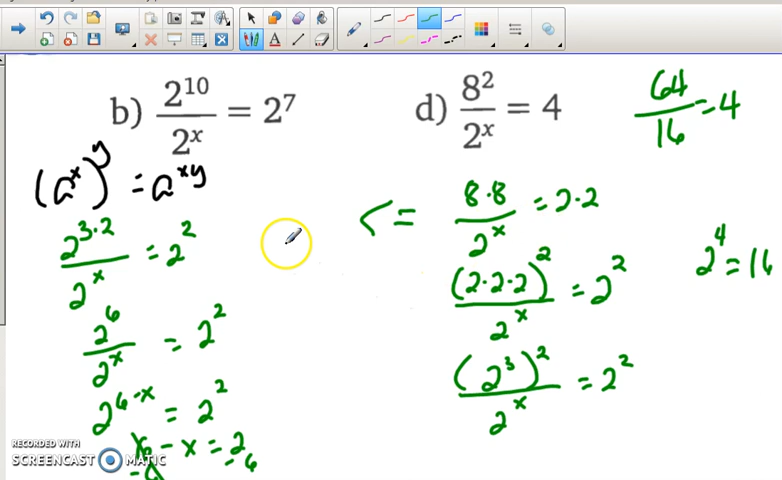 b) 2^10 / 2^x = 2^7
d) 8^2 / 2^x = 4
64 / 16 = 4
(a^x)^y = a^xy
8·8 / 2^x = 2·2
2^3·2 / 2^x = 2^2
2^4 = 16
(2·2·2)^2 / 2^x = 2^2
2^6 / 2^x = 2^2
(2^3)^2 / 2^x = 2^2
2^6-x = 2^2
6 - x = 2
-6
RECORDED WITH
SCREENCAST MATIC